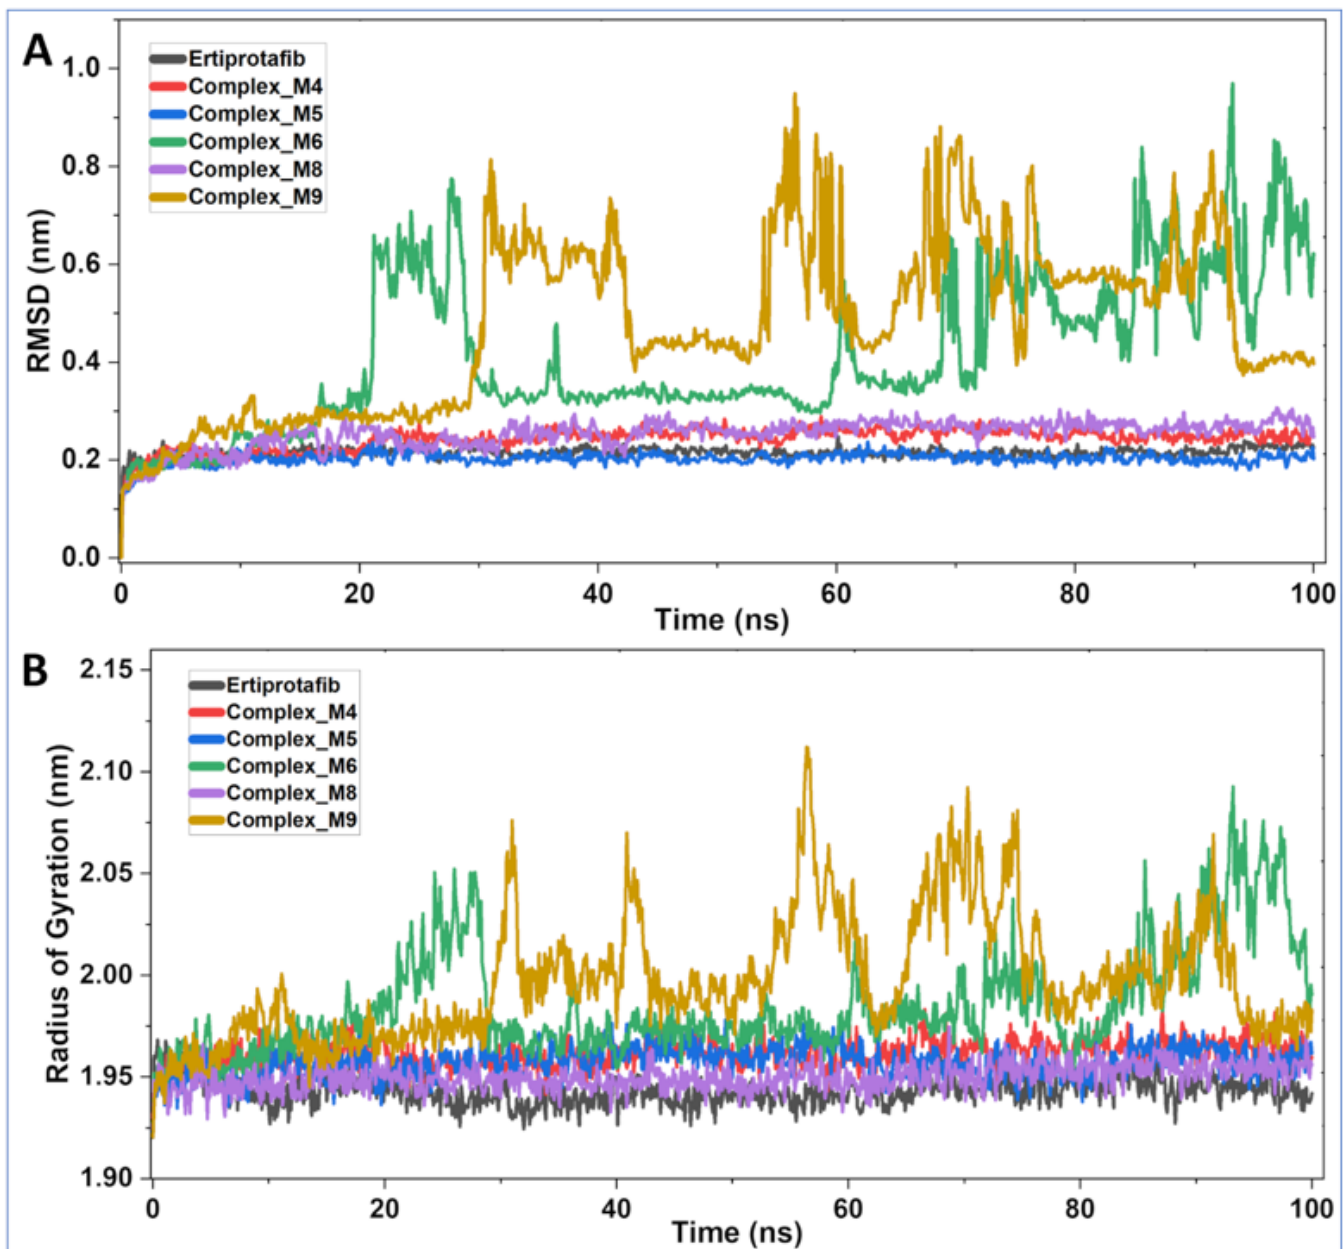 A
Ertiprotafib
Complex_M4
Complex_M5
Complex_M6
Complex_M8
Complex_M9
RMSD (nm)
1.0
0.8
0.6
0.4
0.2
0.0
0 20 40 60 80 100
Time (ns)
B
Ertiprotafib
Complex_M4
Complex_M5
Complex_M6
Complex_M8
Complex_M9
Radius of Gyration (nm)
2.15
2.10
2.05
2.00
1.95
1.90
0 20 40 60 80 100
Time (ns)